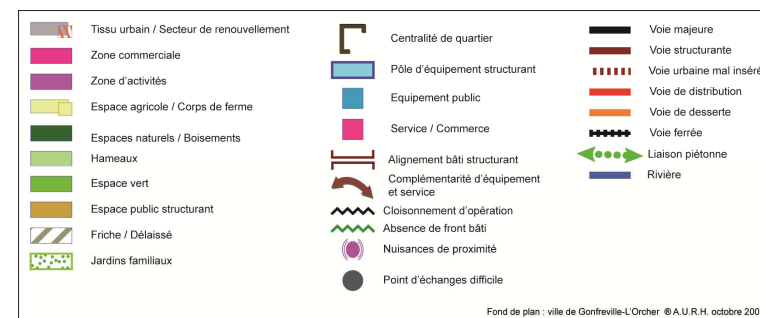 Tissu urbain / Secteur de renouvellement
Zone commerciale
Zone d'activités
Espace agricole / Corps de ferme
Espaces naturels / Boisements
Hameaux
Espace vert
Espace public structurant
Friche / Délaissé
Jardins familiaux
Centralité de quartier
Pôle d'équipement structurant
Equipement public
Service / Commerce
Alignement bâti structurant
Complémentarité d'équipement
et service
Cloisonnement d'opération
Absence de front bâti
Nuisances de proximité
Point d'échanges difficile
Voie majeure
Voie structurante
Voie urbaine mal inséré
Voie de distribution
Voie de desserte
Voie ferrée
Liaison piétonne
Rivière
Fond de plan : ville de Gonfreville-L'Orcher ® A.U.R.H. octobre 200